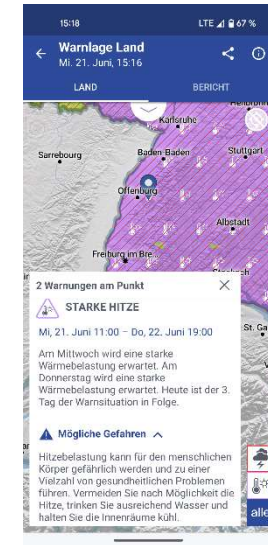 15:18 LTE 67 %
Warnlage Land
Mi. 21. Juni, 15:16
LAND BERICHT
Heilbronn
Karlsruhe
Sarrebourg Baden-Baden Stuttgart
Offenburg
Albstadt
Freiburg im Bre...
2 Warnungen am Punkt
STARKE HITZE
Mi, 21. Juni 11:00 – Do, 22. Juni 19:00
St. Ga
Am Mittwoch wird eine starke
Wärmebelastung erwartet. Am
Donnerstag wird eine starke
Wärmebelastung erwartet. Heute ist der 3.
Tag der Warnsituation in Folge.
Mögliche Gefahren
Hitzebelastung kann für den menschlichen
Körper gefährlich werden und zu einer
Vielzahl von gesundheitlichen Problemen
führen. Vermeiden Sie nach Möglichkeit die
Hitze, trinken Sie ausreichend Wasser und
halten Sie die Innenräume kühl.
alle